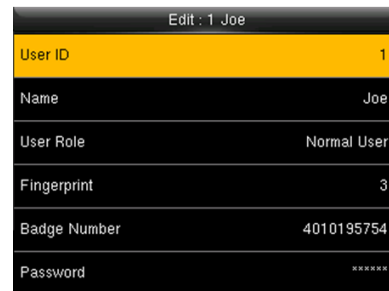 Edit : 1 Joe
User ID 1
Name Joe
User Role Normal User
Fingerprint 3
Badge Number 4010195754
Password ******